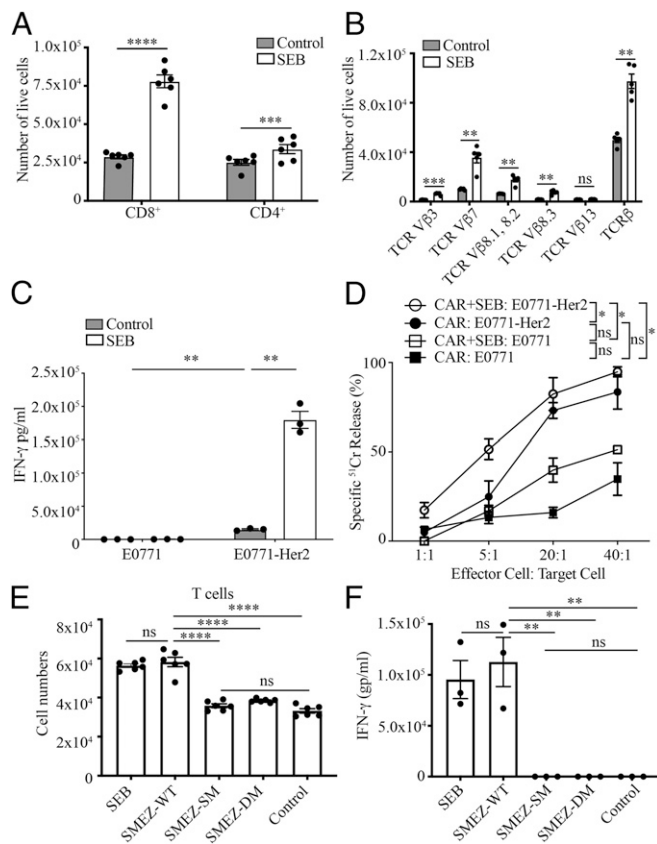 A
****
Control
SEB
Number of live cells
1.0x10⁵
7.5x10⁴
5.0x10⁴
2.5x10⁴
0
***
CD8⁺
CD4⁺
B
Control
SEB
Number of live cells
1.2x10⁵
8.0x10⁴
4.0x10⁴
0
***
**
**
**
ns
**
TCR Vβ3
TCR Vβ7
TCR Vβ8.1, 8.2
TCR Vβ8.3
TCR Vβ13
TCRβ
C
Control
SEB
IFN-γ pg/ml
2.5x10⁵
2.0x10⁵
1.5x10⁵
1.0x10⁵
5.0x10⁴
0
**
**
E0771
E0771-Her2
D
CAR+SEB: E0771-Her2
CAR: E0771-Her2
CAR+SEB: E0771
CAR: E0771
*
ns
ns
*
ns
*
Specific ⁵¹Cr Release (%)
100
50
0
1:1
5:1
20:1
40:1
Effector Cell: Target Cell
E
T cells
Cell numbers
8x10⁴
6x10⁴
4x10⁴
2x10⁴
0
ns
****
****
****
ns
SEB
SMEZ-WT
SMEZ-SM
SMEZ-DM
Control
F
IFN-γ (gp/ml)
1.5x10⁵
1.0x10⁵
5.0x10⁴
0
ns
**
**
**
ns
SEB
SMEZ-WT
SMEZ-SM
SMEZ-DM
Control